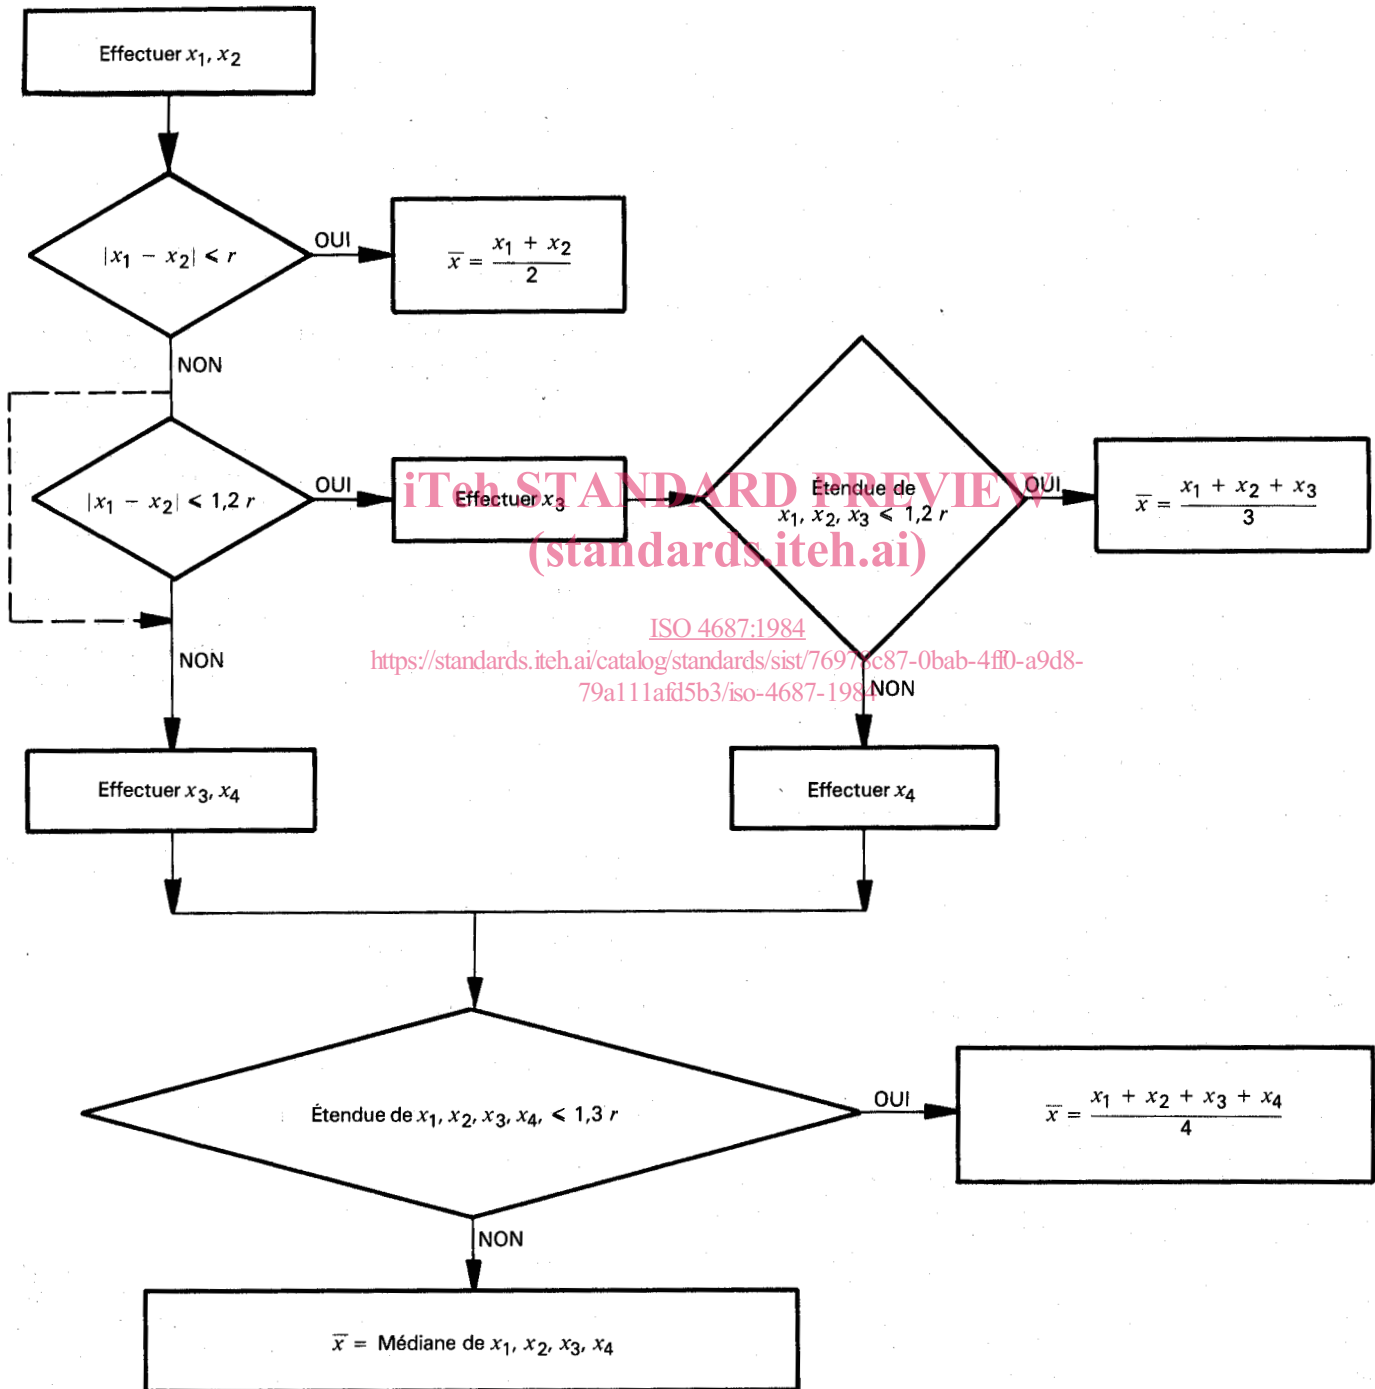 Effectuer x1, x2
|x1 − x2| < r
OUI
x̅ = x1 + x2 / 2
NON
|x1 − x2| < 1,2 r
OUI
Effectuer x3
Étendue de
x1, x2, x3 < 1,2 r
OUI
x̅ = x1 + x2 + x3 / 3
iTeh STANDARD PREVIEW
(standards.iteh.ai)
ISO 4687:1984
https://standards.iteh.ai/catalog/standards/sist/76978c87-0bab-4ff0-a9d8-
79a111afd5b3/iso-4687-1984
NON
NON
Effectuer x3, x4
Effectuer x4
Étendue de x1, x2, x3, x4, < 1,3 r
OUI
x̅ = x1 + x2 + x3 + x4 / 4
NON
x̅ = Médiane de x1, x2, x3, x4